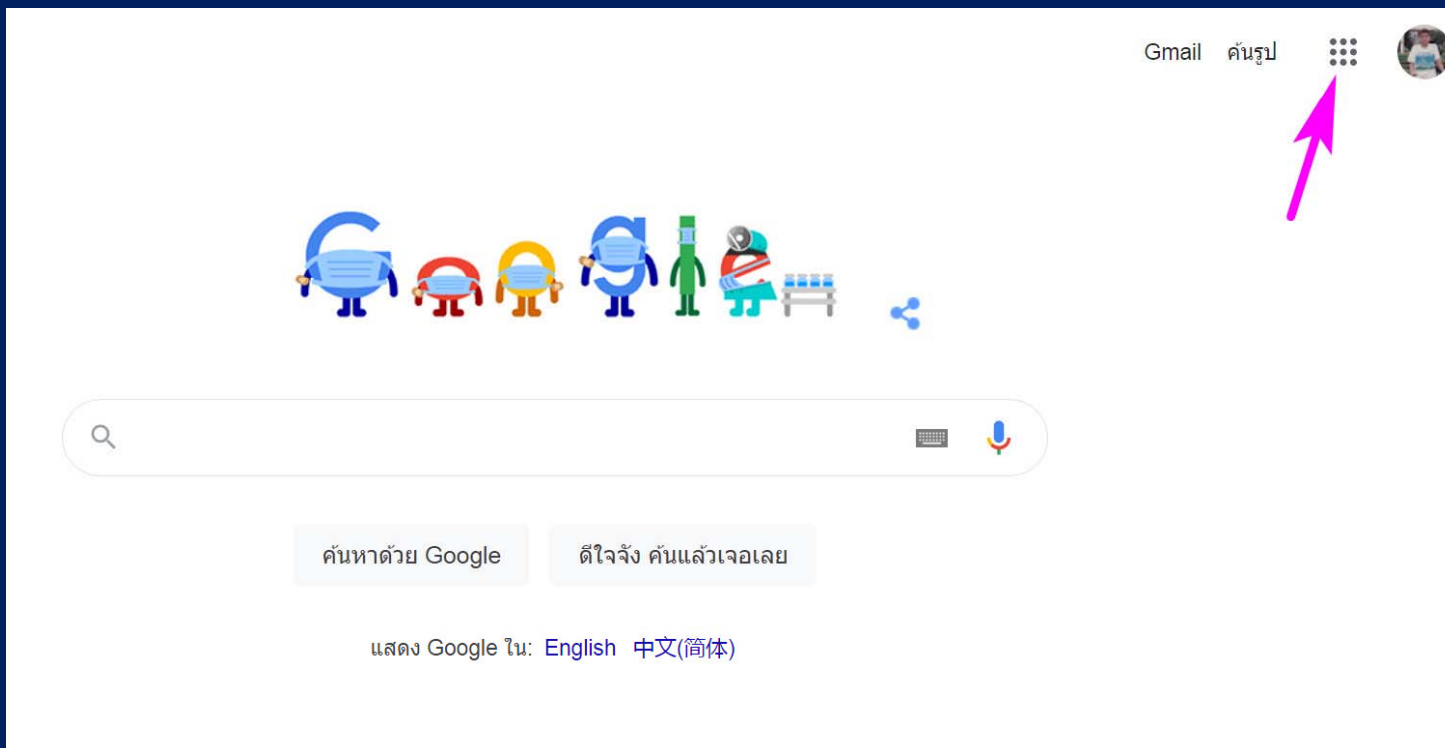 Gmail ค้นรูป
Google
ค้นหาด้วย Google ดีใจจัง ค้นแล้วเจอเลย
แสดง Google ใน: English 中文(简体)